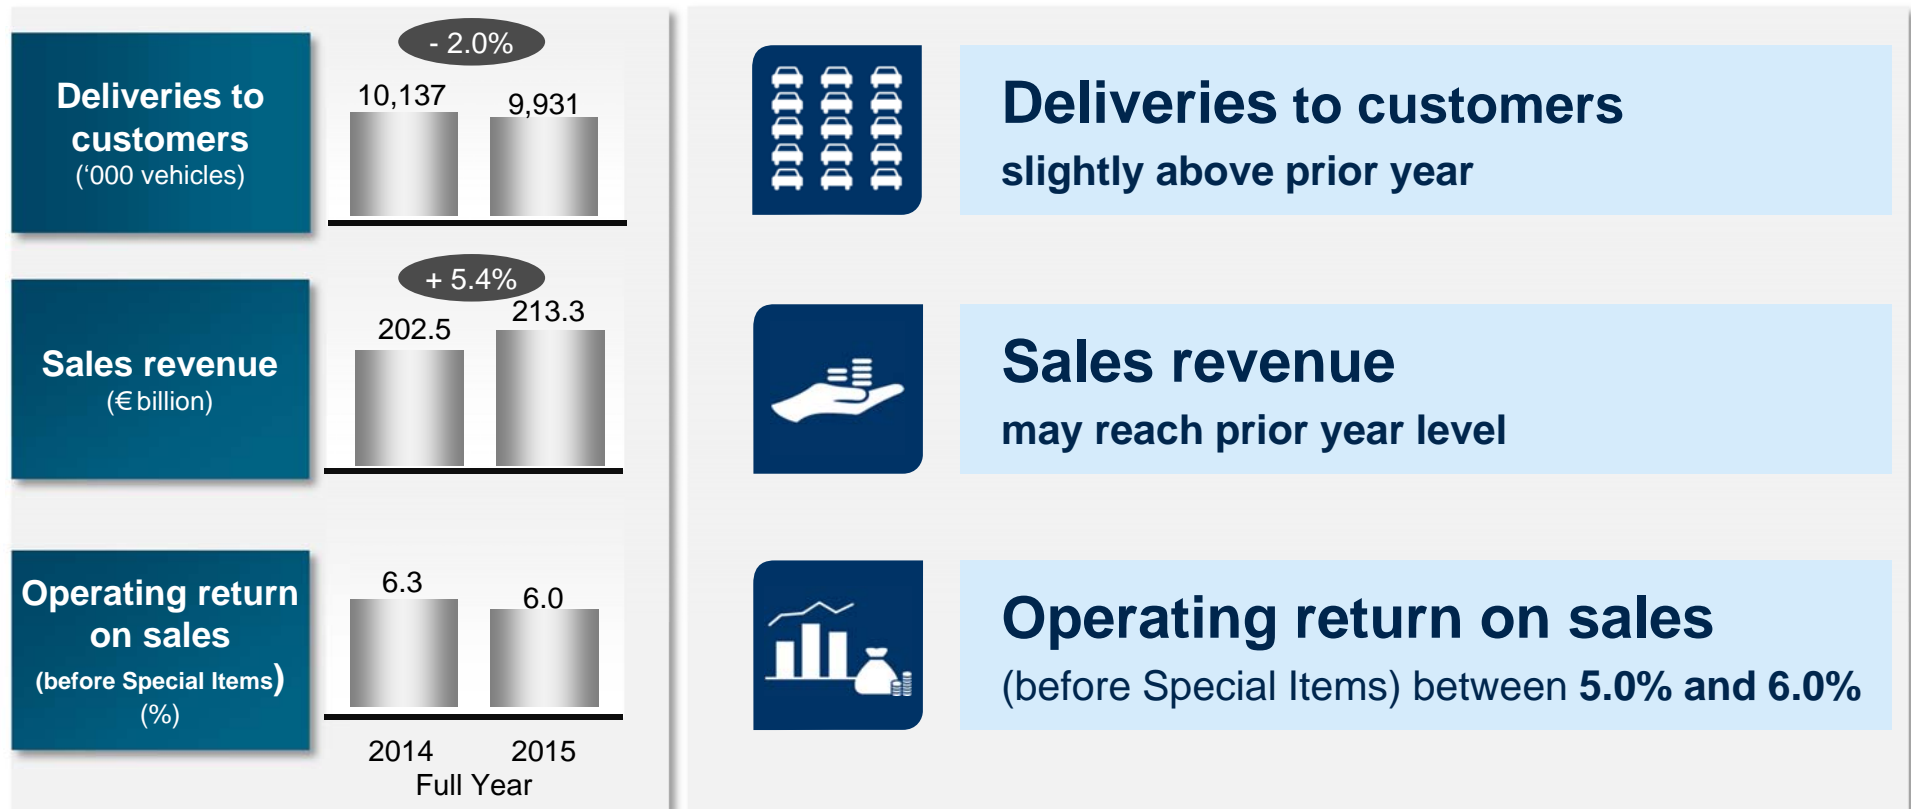 Deliveries to
customers
(‘000 vehicles)
- 2.0%
10,137
9,931
Sales revenue
(€ billion)
+ 5.4%
202.5
213.3
Operating return
on sales
(before Special Items)
(%)
6.3
6.0
2014
2015
Full Year
Deliveries to customers
slightly above prior year
Sales revenue
may reach prior year level
Operating return on sales
(before Special Items) between 5.0% and 6.0%